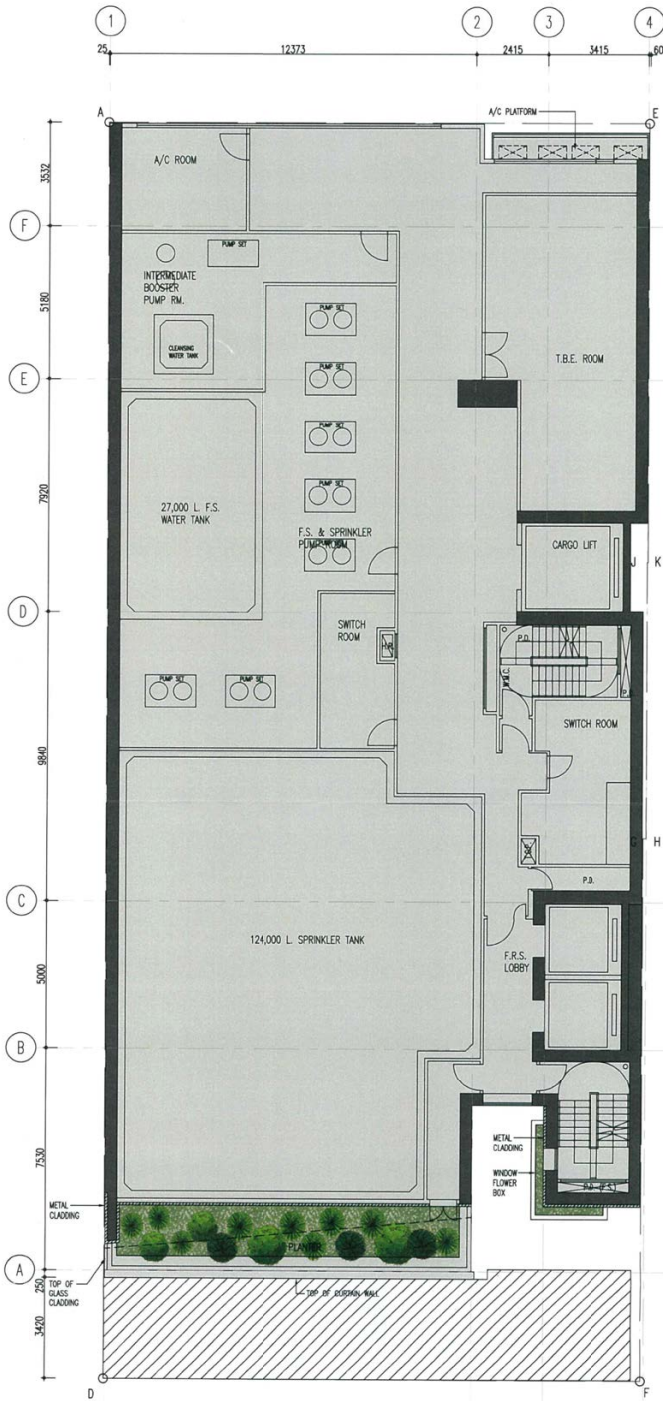 1
2
3
4
25
12373
2415
3415
60
A
E
A/C PLATFORM
3532
A/C ROOM
F
PUMP SET
INTERMEDIATE
BOOSTER
PUMP RM.
5180
PUMP SET
CLEANSING
WATER TANK
T.B.E. ROOM
E
PUMP SET
PUMP SET
7920
27,000 L. F.S.
WATER TANK
PUMP SET
F.S. & SPRINKLER
PUMP ROOM
PUMP SET
CARGO LIFT
J
K
D
SWITCH
ROOM
H.R.
P.D.
W.M.C.
PUMP SET
PUMP SET
P.D.
SWITCH ROOM
9840
G
H
P.D.
C
124,000 L. SPRINKLER TANK
F.R.S.
LOBBY
5000
B
7530
METAL
CLADDING
WINDOW
FLOWER
BOX
P.D. (F.S.)
METAL
CLADDING
PLANTER
A
250
TOP OF
GLASS
CLADDING
TOP OF CURTAIN WALL
3420
D
F